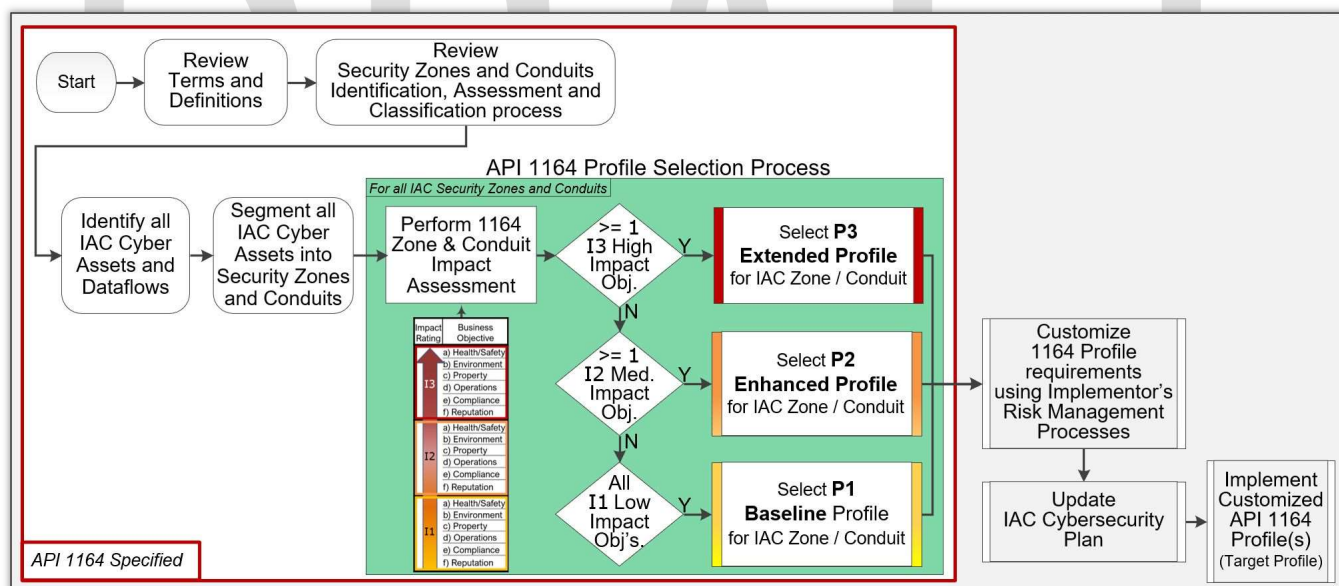 Start
Review
Terms and
Definitions
Review
Security Zones and Conduits
Identification, Assessment and
Classification process
API 1164 Profile Selection Process
For all IAC Security Zones and Conduits
Identify all
IAC Cyber
Assets and
Dataflows
Segment all
IAC Cyber
Assets into
Security Zones
and Conduits
Perform 1164
Zone & Conduit
Impact
Assessment
>= 1
I3 High
Impact
Obj.
Y
Select P3
Extended Profile
for IAC Zone / Conduit
N
>= 1
I2 Med.
Impact
Obj.
Y
Select P2
Enhanced Profile
for IAC Zone / Conduit
N
All
I1 Low
Impact
Obj's.
Y
Select P1
Baseline Profile
for IAC Zone / Conduit
Impact
Rating
Business
Objective
I3
a) Health/Safety
b) Environment
c) Property
d) Operations
e) Compliance
f) Reputation
I2
a) Health/Safety
b) Environment
c) Property
d) Operations
e) Compliance
f) Reputation
I1
a) Health/Safety
b) Environment
c) Property
d) Operations
e) Compliance
f) Reputation
Customize
1164 Profile
requirements
using Implementor's
Risk Management
Processes
Update
IAC Cybersecurity
Plan
Implement
Customized
API 1164
Profile(s)
(Target Profile)
API 1164 Specified